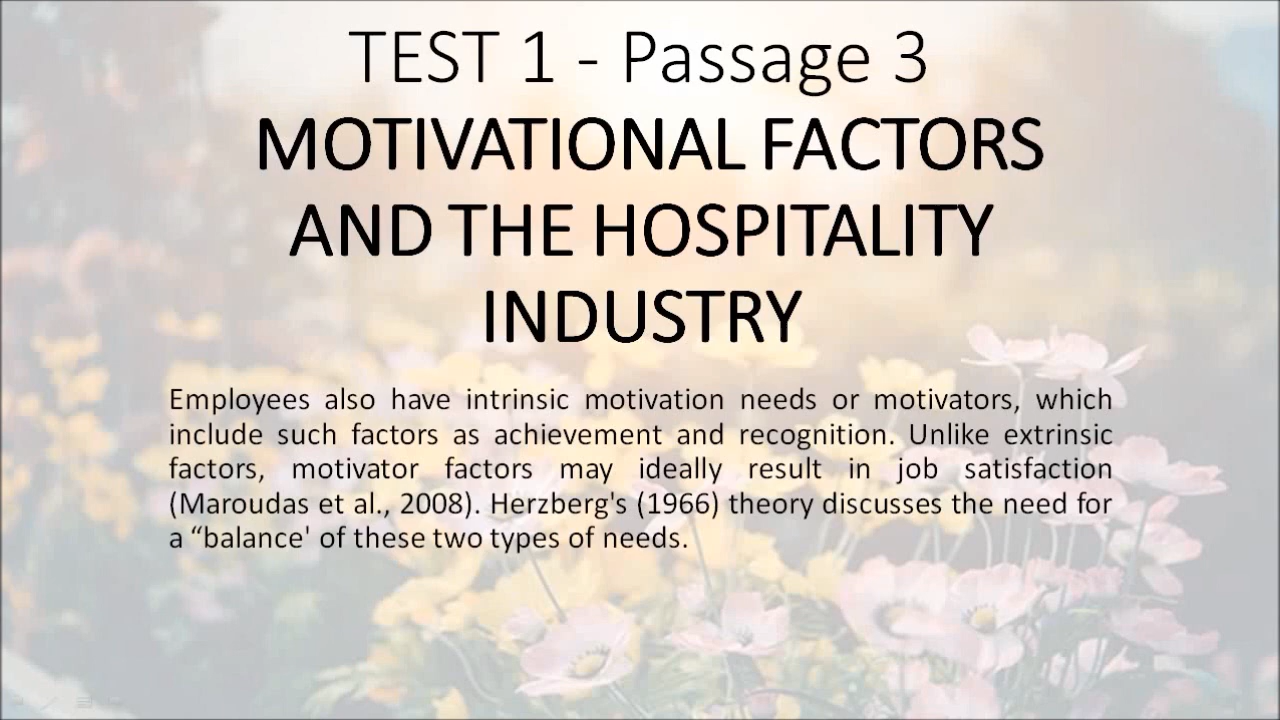 TEST 1 - Passage 3
MOTIVATIONAL FACTORS
AND THE HOSPITALITY
INDUSTRY
Employees also have intrinsic motivation needs or motivators, which
include such factors as achievement and recognition. Unlike extrinsic
factors, motivator factors may ideally result in job satisfaction
(Maroudas et al., 2008). Herzberg's (1966) theory discusses the need for
a “balance' of these two types of needs.